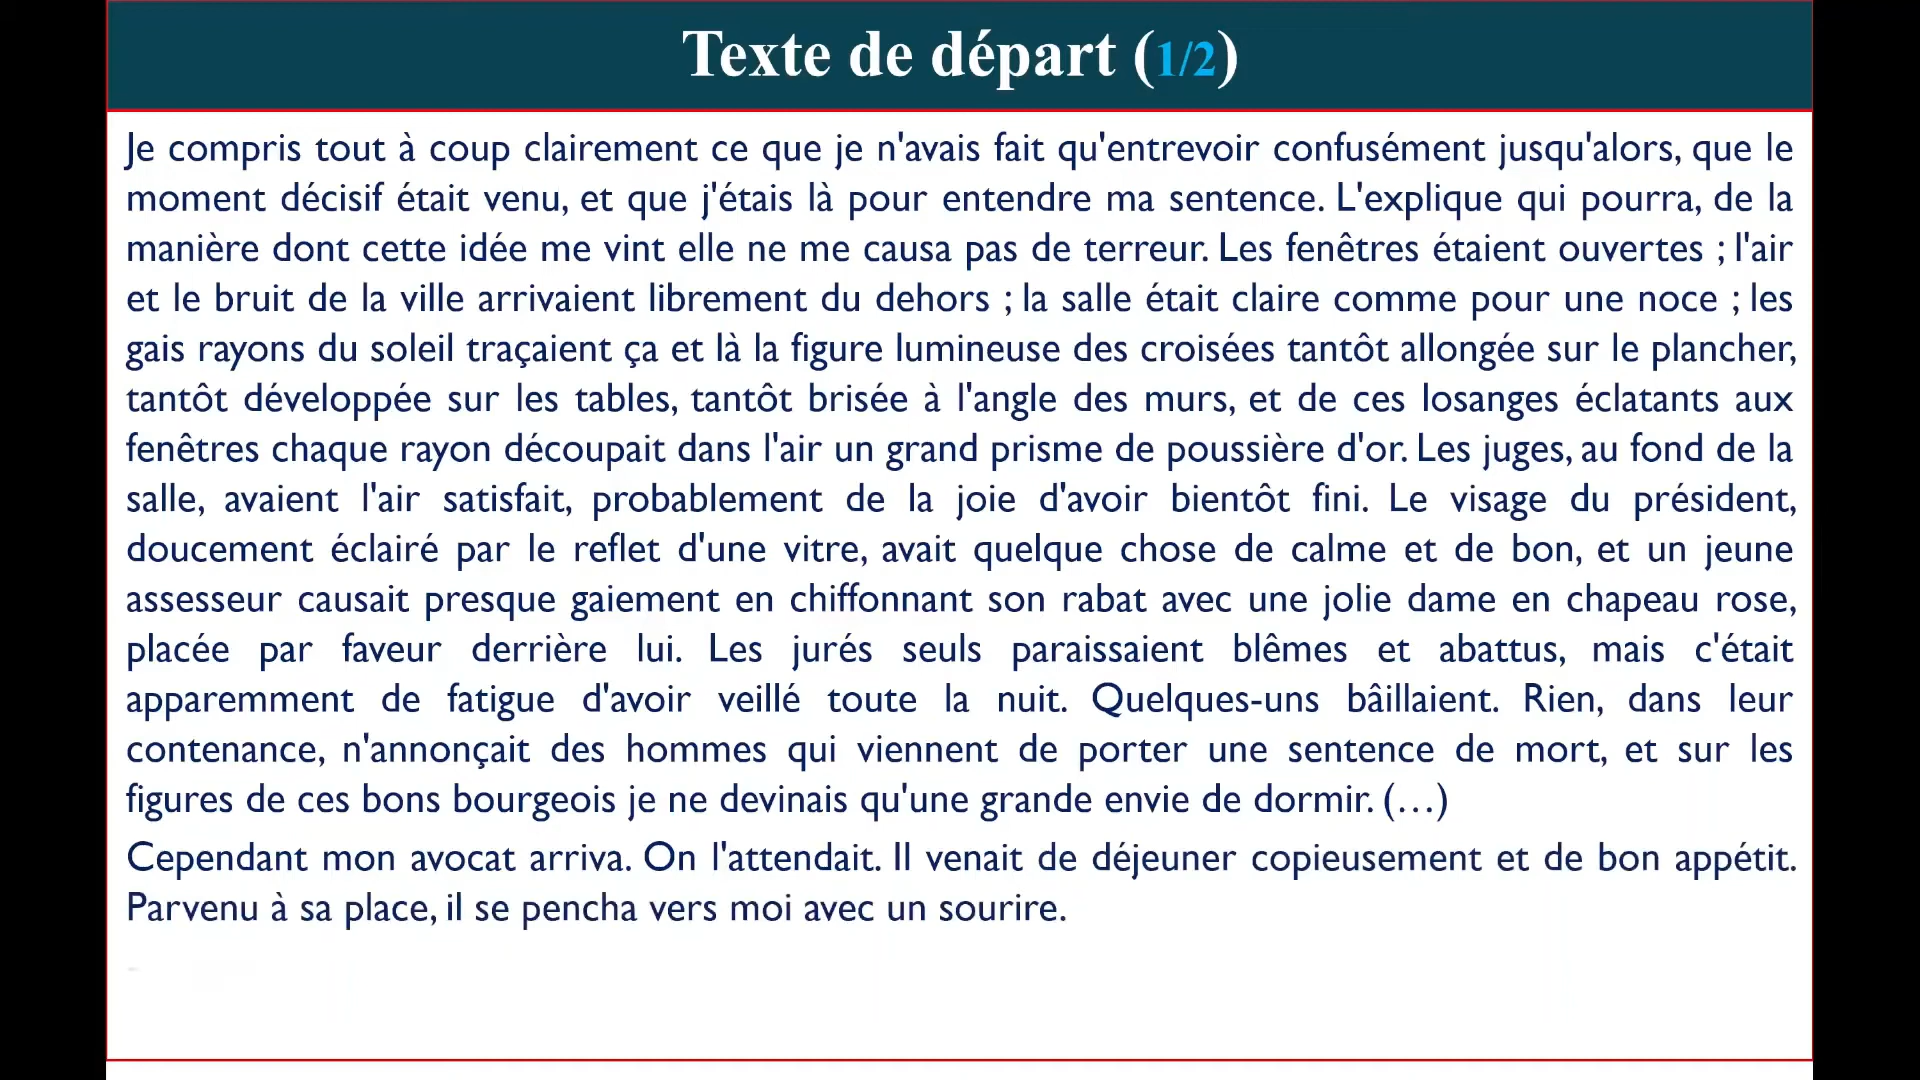 Texte de départ (1/2)
Je compris tout à coup clairement ce que je n'avais fait qu'entrevoir confusément jusqu'alors, que le
moment décisif était venu, et que j'étais là pour entendre ma sentence. L'explique qui pourra, de la
manière dont cette idée me vint elle ne me causa pas de terreur. Les fenêtres étaient ouvertes ; l'air
et le bruit de la ville arrivaient librement du dehors ; la salle était claire comme pour une noce ; les
gais rayons du soleil traçaient ça et là la figure lumineuse des croisées tantôt allongée sur le plancher,
tantôt développée sur les tables, tantôt brisée à l'angle des murs, et de ces losanges éclatants aux
fenêtres chaque rayon découpait dans l'air un grand prisme de poussière d'or. Les juges, au fond de la
salle, avaient l'air satisfait, probablement de la joie d'avoir bientôt fini. Le visage du président,
doucement éclairé par le reflet d'une vitre, avait quelque chose de calme et de bon, et un jeune
assesseur causait presque gaiement en chiffonnant son rabat avec une jolie dame en chapeau rose,
placée par faveur derrière lui. Les jurés seuls paraissaient blêmes et abattus, mais c'était
apparemment de fatigue d'avoir veillé toute la nuit. Quelques-uns bâillaient. Rien, dans leur
contenance, n'annonçait des hommes qui viennent de porter une sentence de mort, et sur les
figures de ces bons bourgeois je ne devinais qu'une grande envie de dormir. (…)
Cependant mon avocat arriva. On l'attendait. Il venait de déjeuner copieusement et de bon appétit.
Parvenu à sa place, il se pencha vers moi avec un sourire.